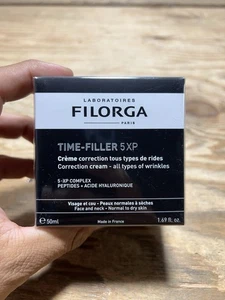 LABORATOIRES
FILORGA
PARIS
TIME-FILLER 5XP
Crème correction tous types de rides
Correction cream - all types of wrinkles
5-XP COMPLEX
PEPTIDES + ACIDE HYALURONIQUE
Visage et cou - Peaux normales à sèches
Face and neck - Normal to dry skin
℮ 50ml
Made in France
1.69 fl. oz.